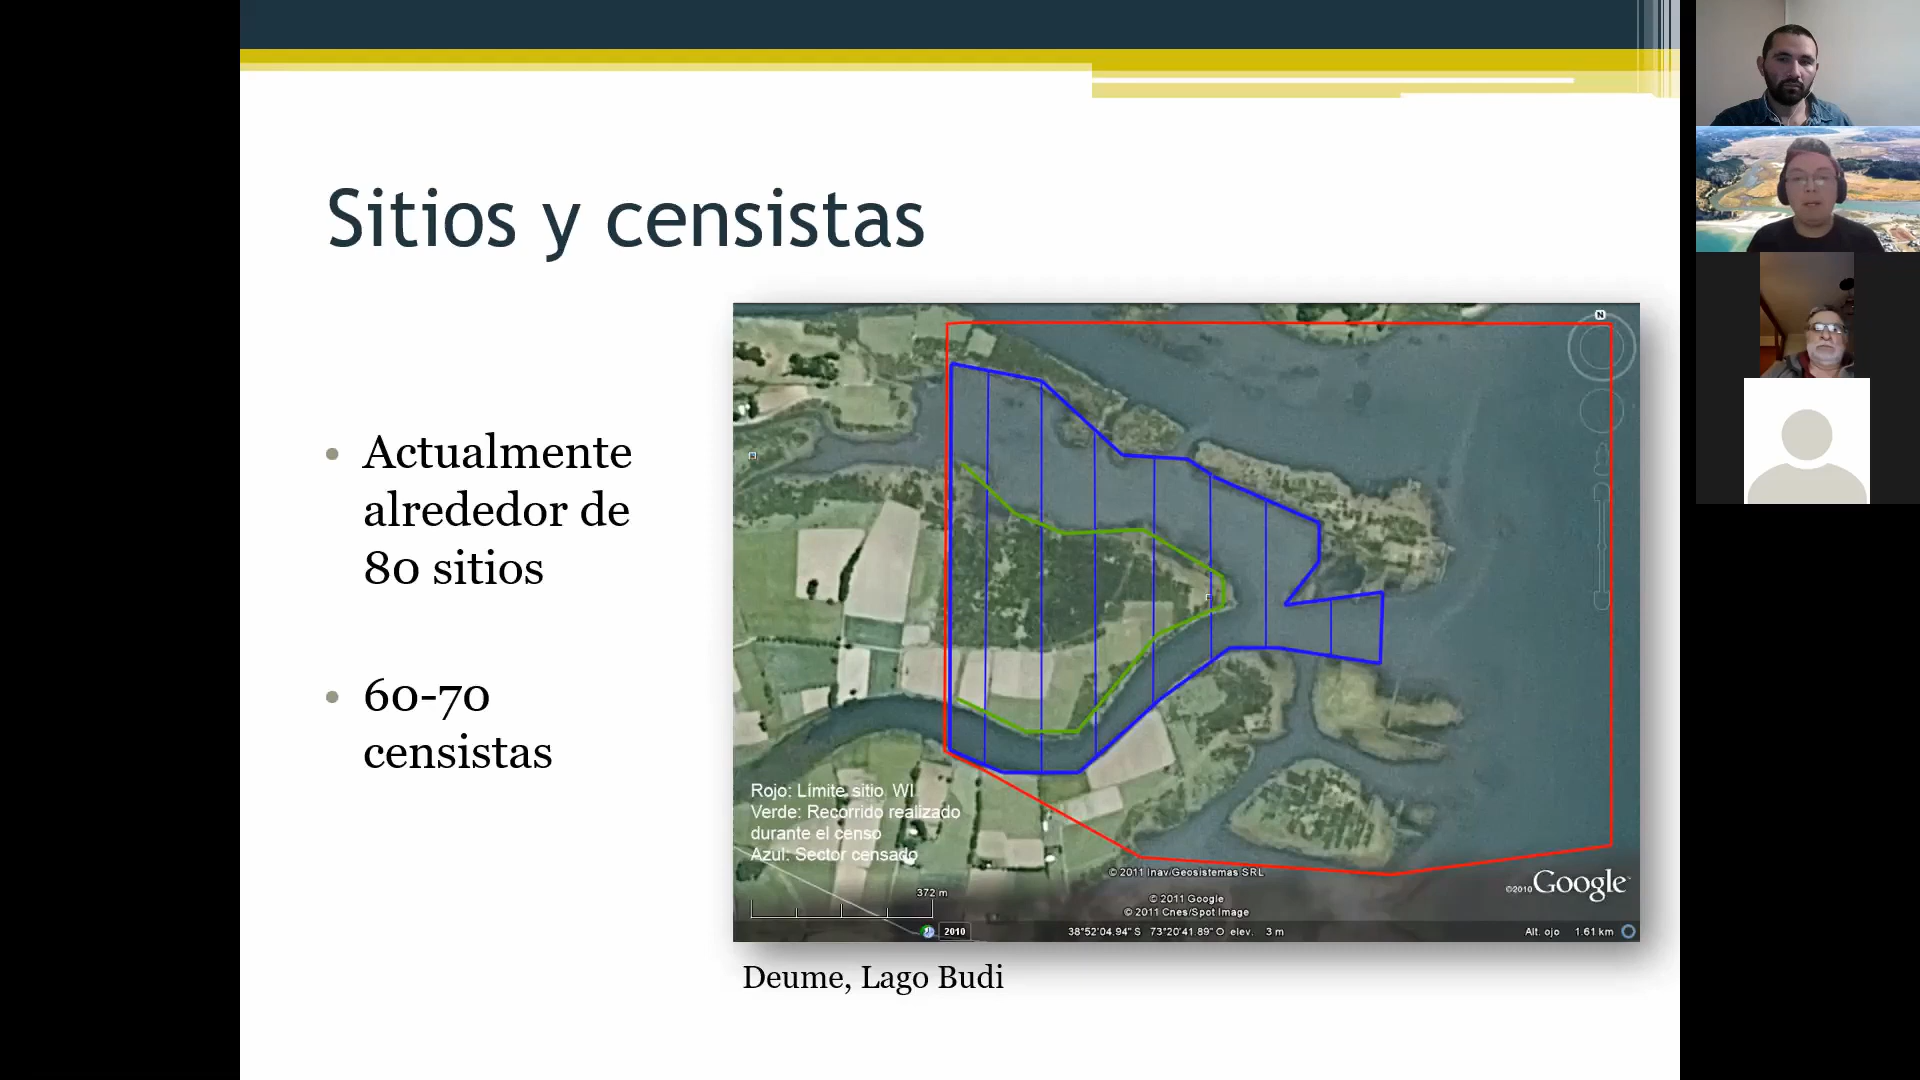 Sitios y censistas
Actualmente
alrededor de
80 sitios
60-70
censistas
N
Rojo: Límite sitio WI
Verde: Recorrido realizado
durante el censo
Azul: Sector censado
372 m
© 2011 Inav/Geosistemas SRL
© 2011 Google
© 2011 Cnes/Spot Image
©2010 Google
2010
38°52'04.94" S 73°20'41.89" O elev. 3 m
Alt. ojo 1.61 km
Deume, Lago Budi